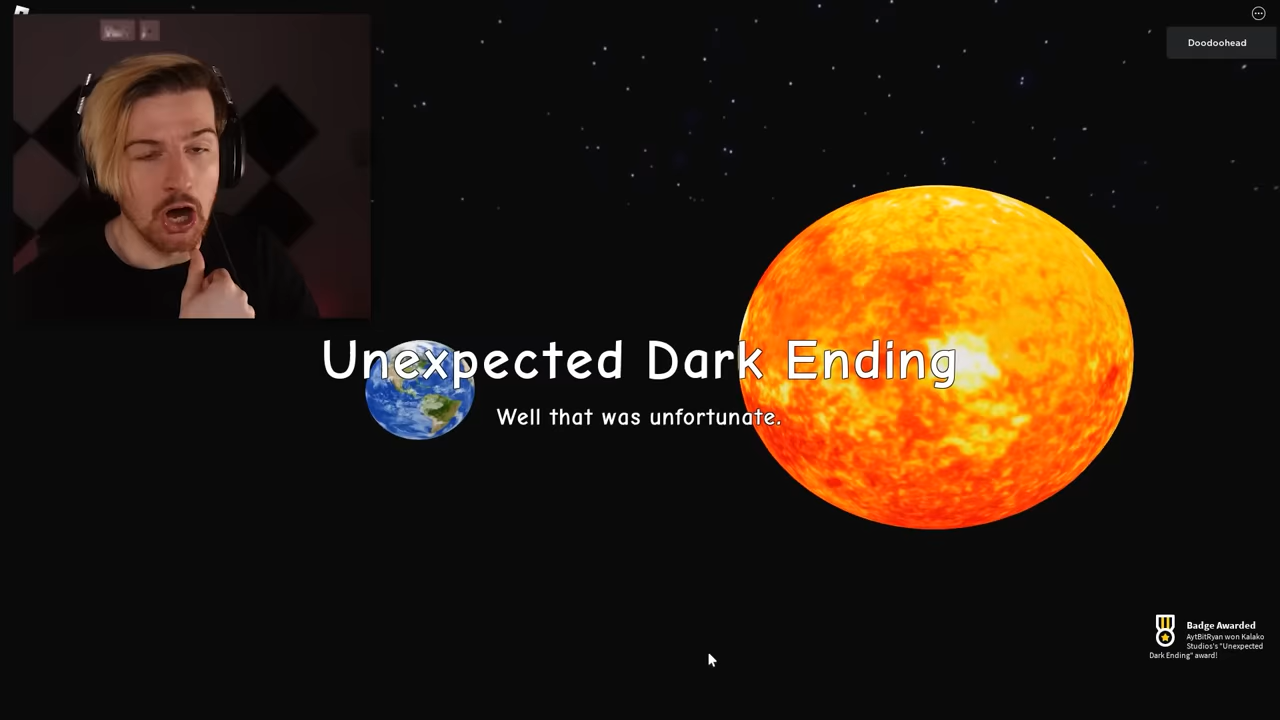 Doodoohead
Unexpected Dark Ending
Well that was unfortunate.
Badge Awarded
AytBitRyan won Kalako
Studios's "Unexpected
Dark Ending" award!